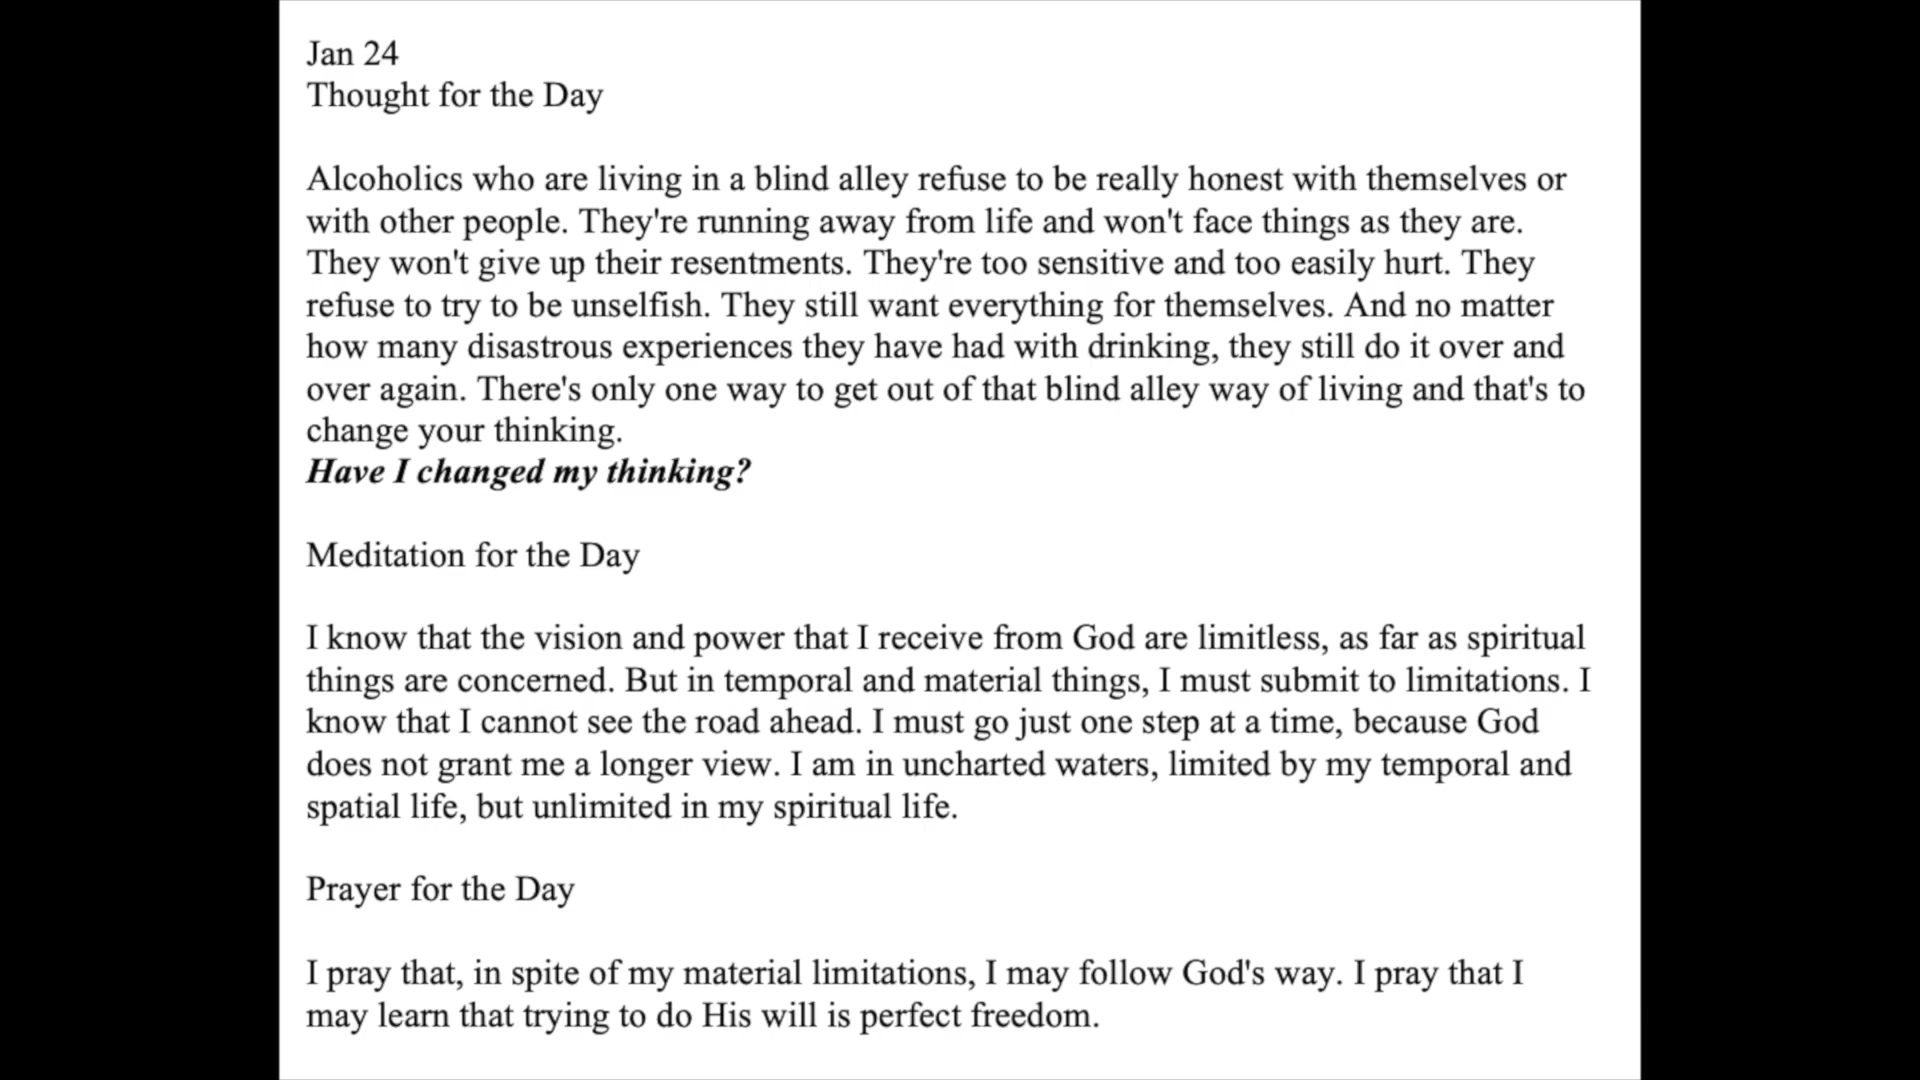 Jan 24
Thought for the Day
Alcoholics who are living in a blind alley refuse to be really honest with themselves or
with other people. They're running away from life and won't face things as they are.
They won't give up their resentments. They're too sensitive and too easily hurt. They
refuse to try to be unselfish. They still want everything for themselves. And no matter
how many disastrous experiences they have had with drinking, they still do it over and
over again. There's only one way to get out of that blind alley way of living and that's to
change your thinking.
Have I changed my thinking?
Meditation for the Day
I know that the vision and power that I receive from God are limitless, as far as spiritual
things are concerned. But in temporal and material things, I must submit to limitations. I
know that I cannot see the road ahead. I must go just one step at a time, because God
does not grant me a longer view. I am in uncharted waters, limited by my temporal and
spatial life, but unlimited in my spiritual life.
Prayer for the Day
I pray that, in spite of my material limitations, I may follow God's way. I pray that I
may learn that trying to do His will is perfect freedom.